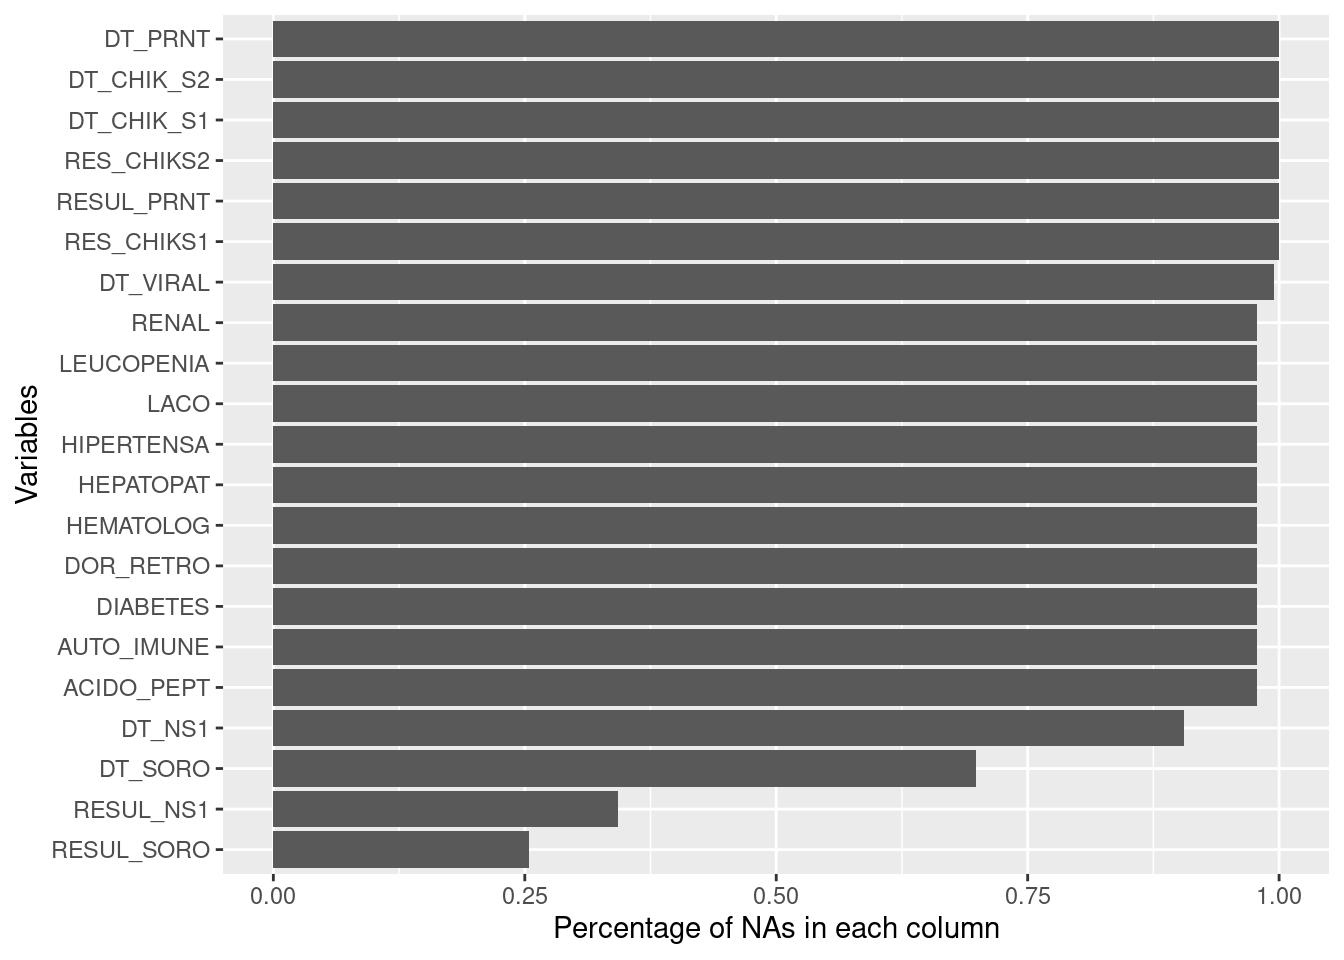 DT_PRNT
DT_CHIK_S2
DT_CHIK_S1
RES_CHIKS2
RESUL_PRNT
RES_CHIKS1
DT_VIRAL
RENAL
LEUCOPENIA
LACO
HIPERTENSA
HEPATOPAT
HEMATOLOG
DOR_RETRO
DIABETES
AUTO_IMUNE
ACIDO_PEPT
DT_NS1
DT_SORO
RESUL_NS1
RESUL_SORO
Variables
0.00 0.25 0.50 0.75 1.00
Percentage of NAs in each column